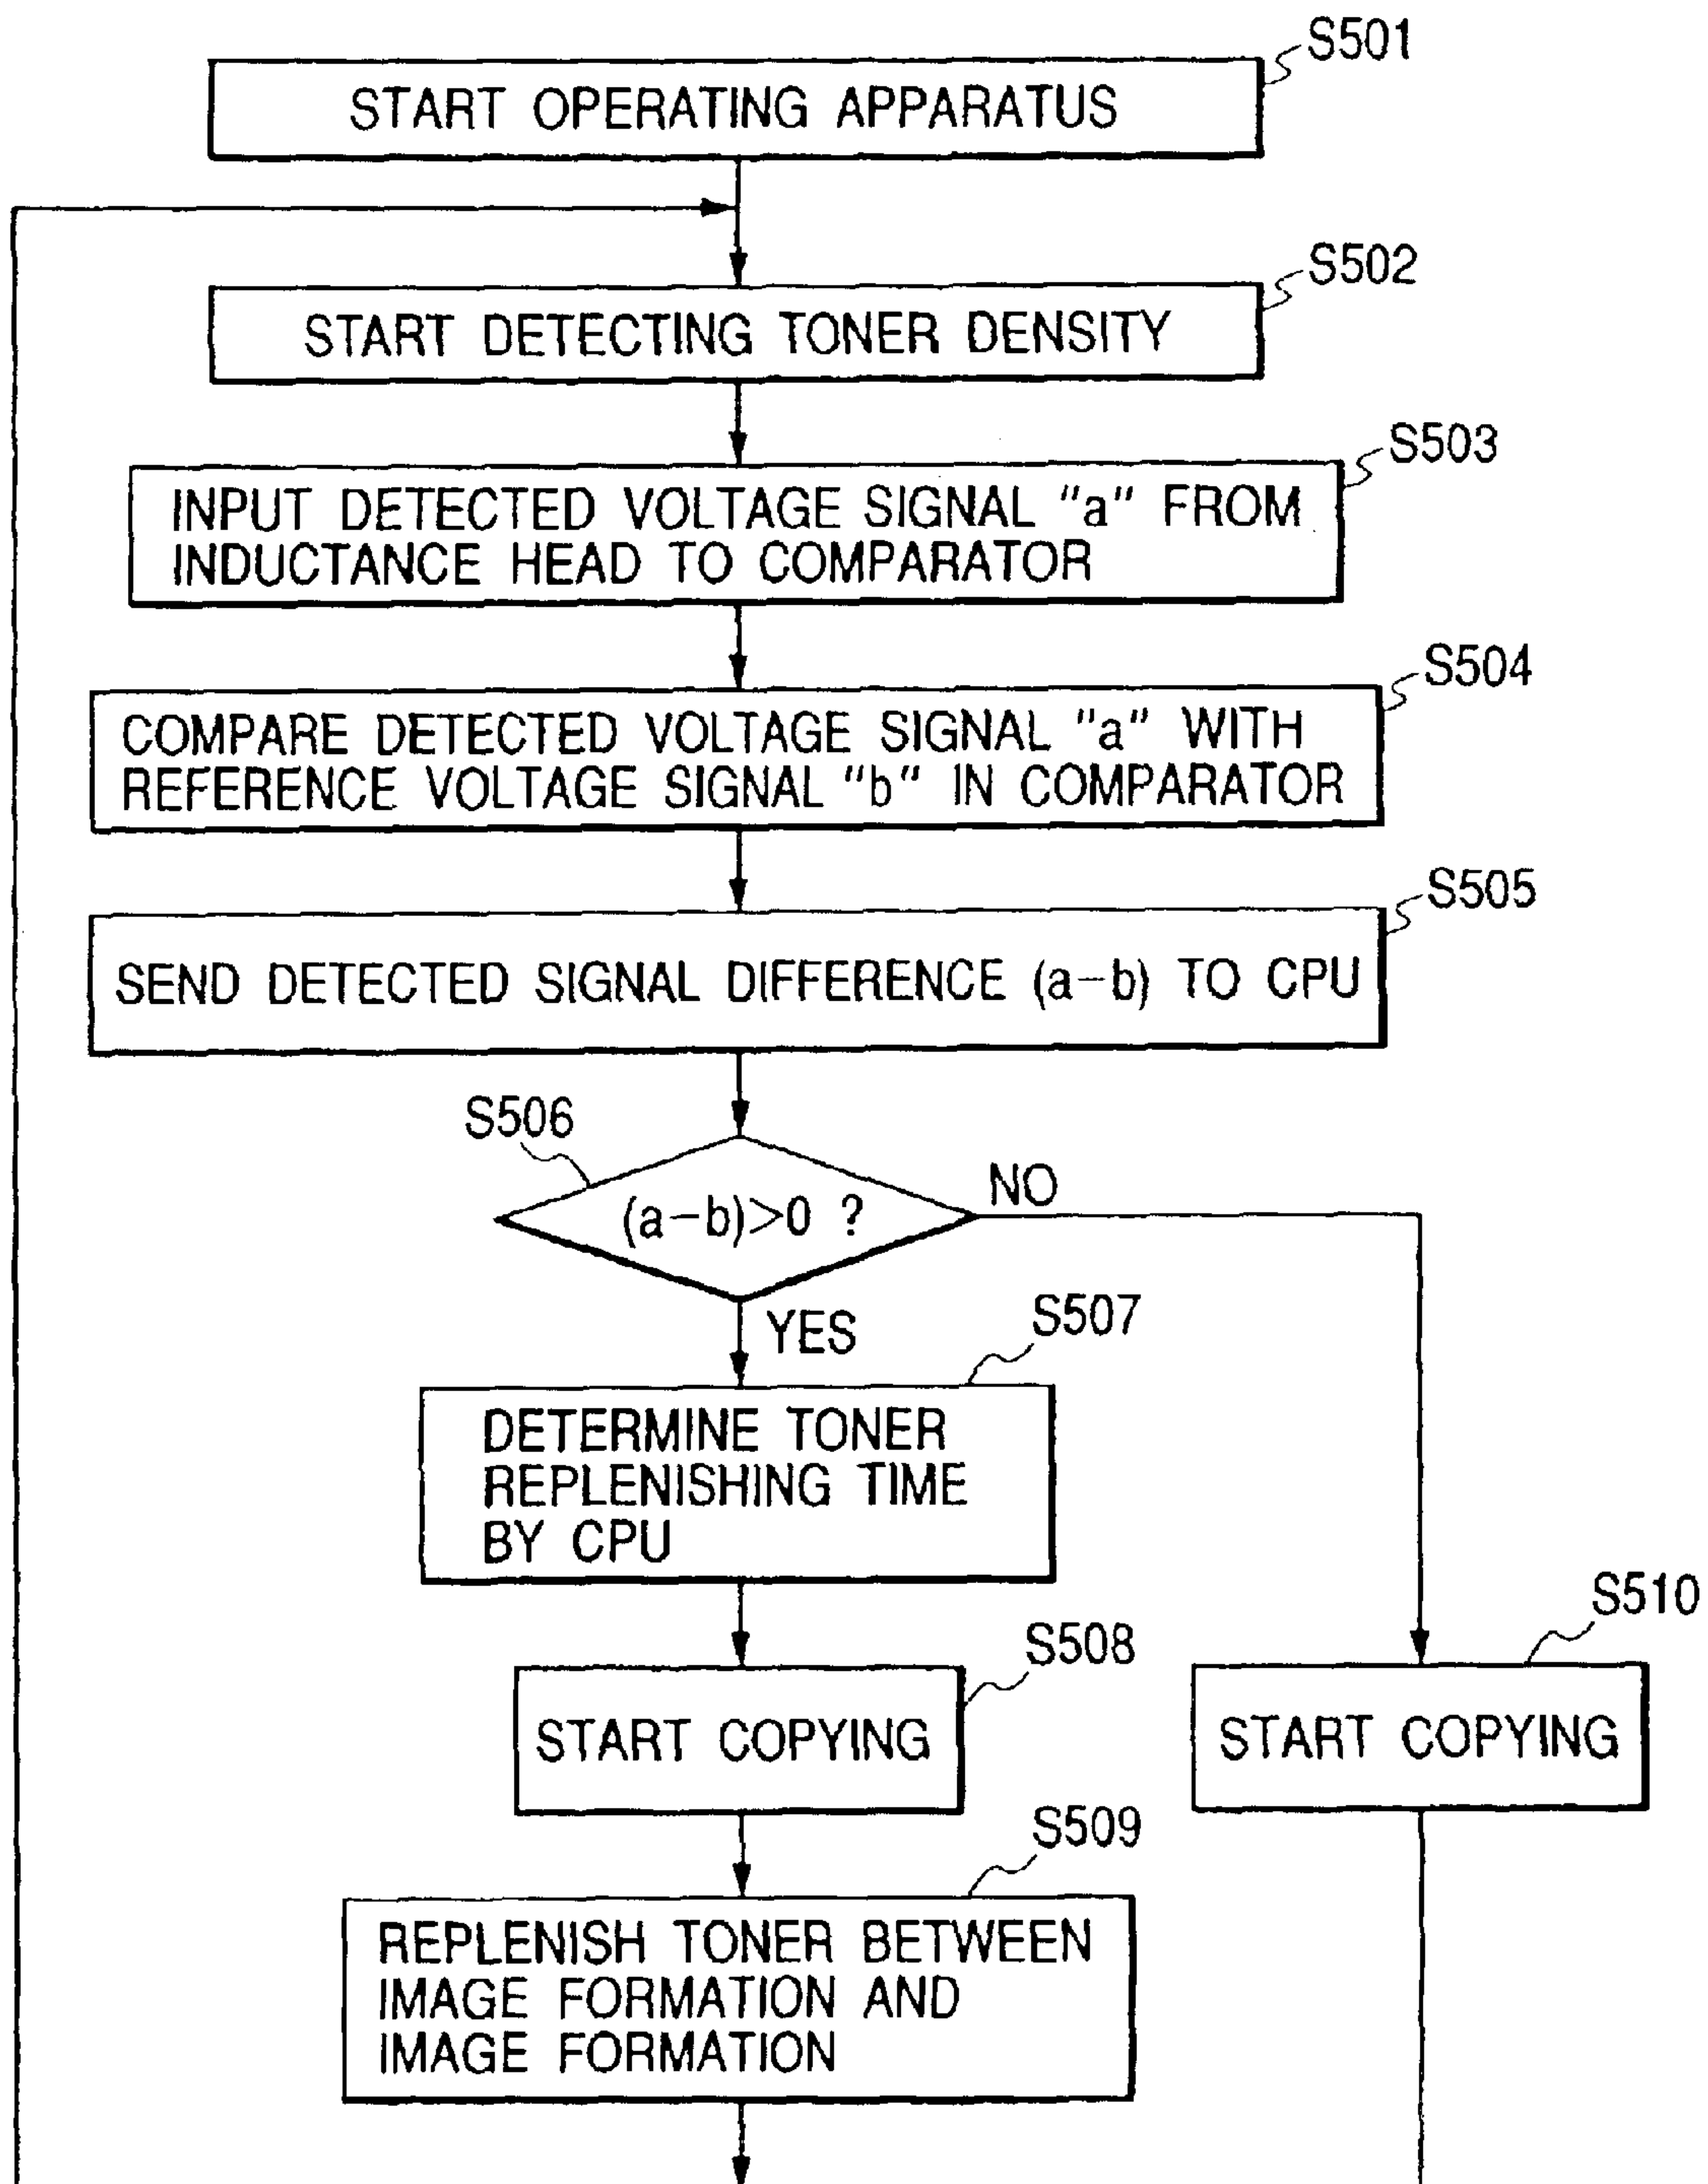 S501
START OPERATING APPARATUS
S502
START DETECTING TONER DENSITY
S503
INPUT DETECTED VOLTAGE SIGNAL "a" FROM
INDUCTANCE HEAD TO COMPARATOR
S504
COMPARE DETECTED VOLTAGE SIGNAL "a" WITH
REFERENCE VOLTAGE SIGNAL "b" IN COMPARATOR
S505
SEND DETECTED SIGNAL DIFFERENCE (a-b) TO CPU
S506
(a-b)>0 ?
NO
YES
S507
DETERMINE TONER
REPLENISHING TIME
BY CPU
S508
START COPYING
S510
START COPYING
S509
REPLENISH TONER BETWEEN
IMAGE FORMATION AND
IMAGE FORMATION